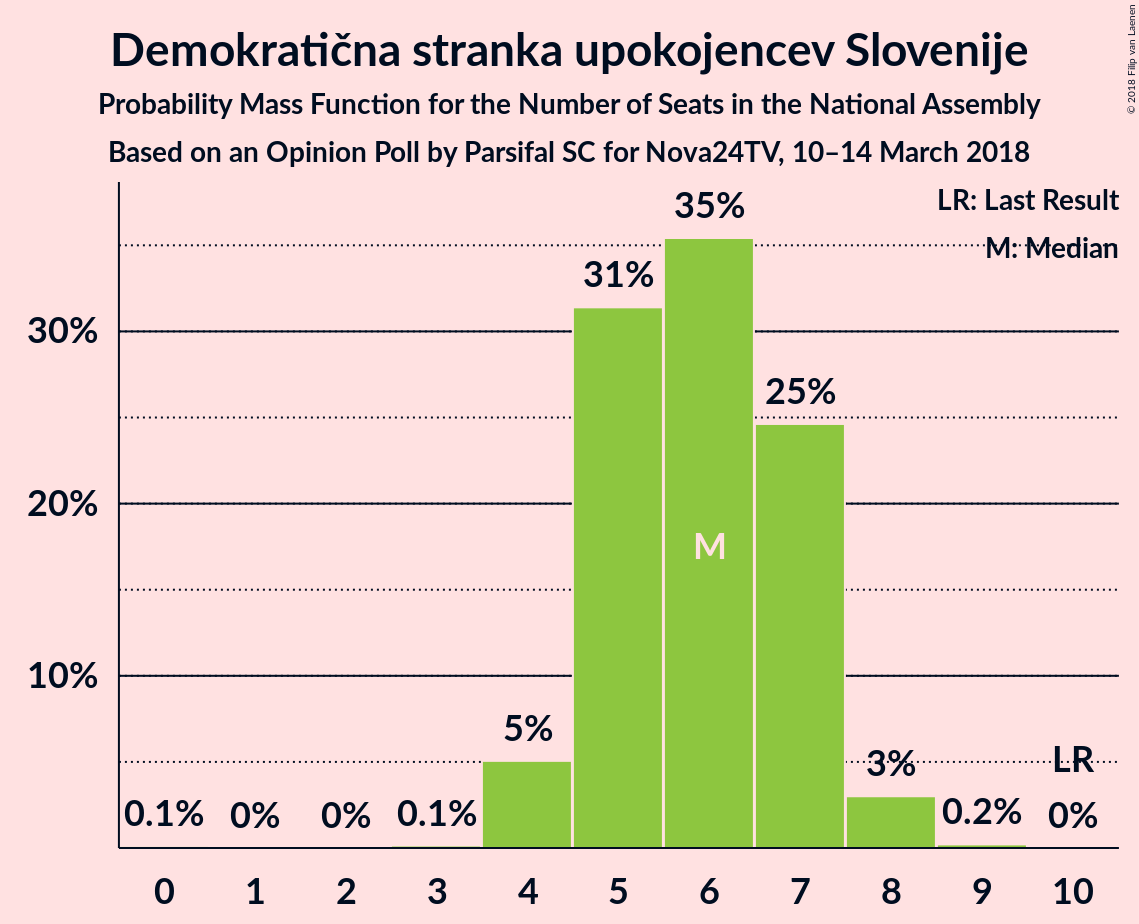 Demokratična stranka upokojencev Slovenije
Probability Mass Function for the Number of Seats in the National Assembly
Based on an Opinion Poll by Parsifal SC for Nova24TV, 10–14 March 2018
© 2018 Filip van Laenen
LR: Last Result
M: Median
35%
31%
30%
25%
20%
M
10%
5%
3%
LR
0.1%
0%
0%
0.1%
0.2%
0%
0 1 2 3 4 5 6 7 8 9 10